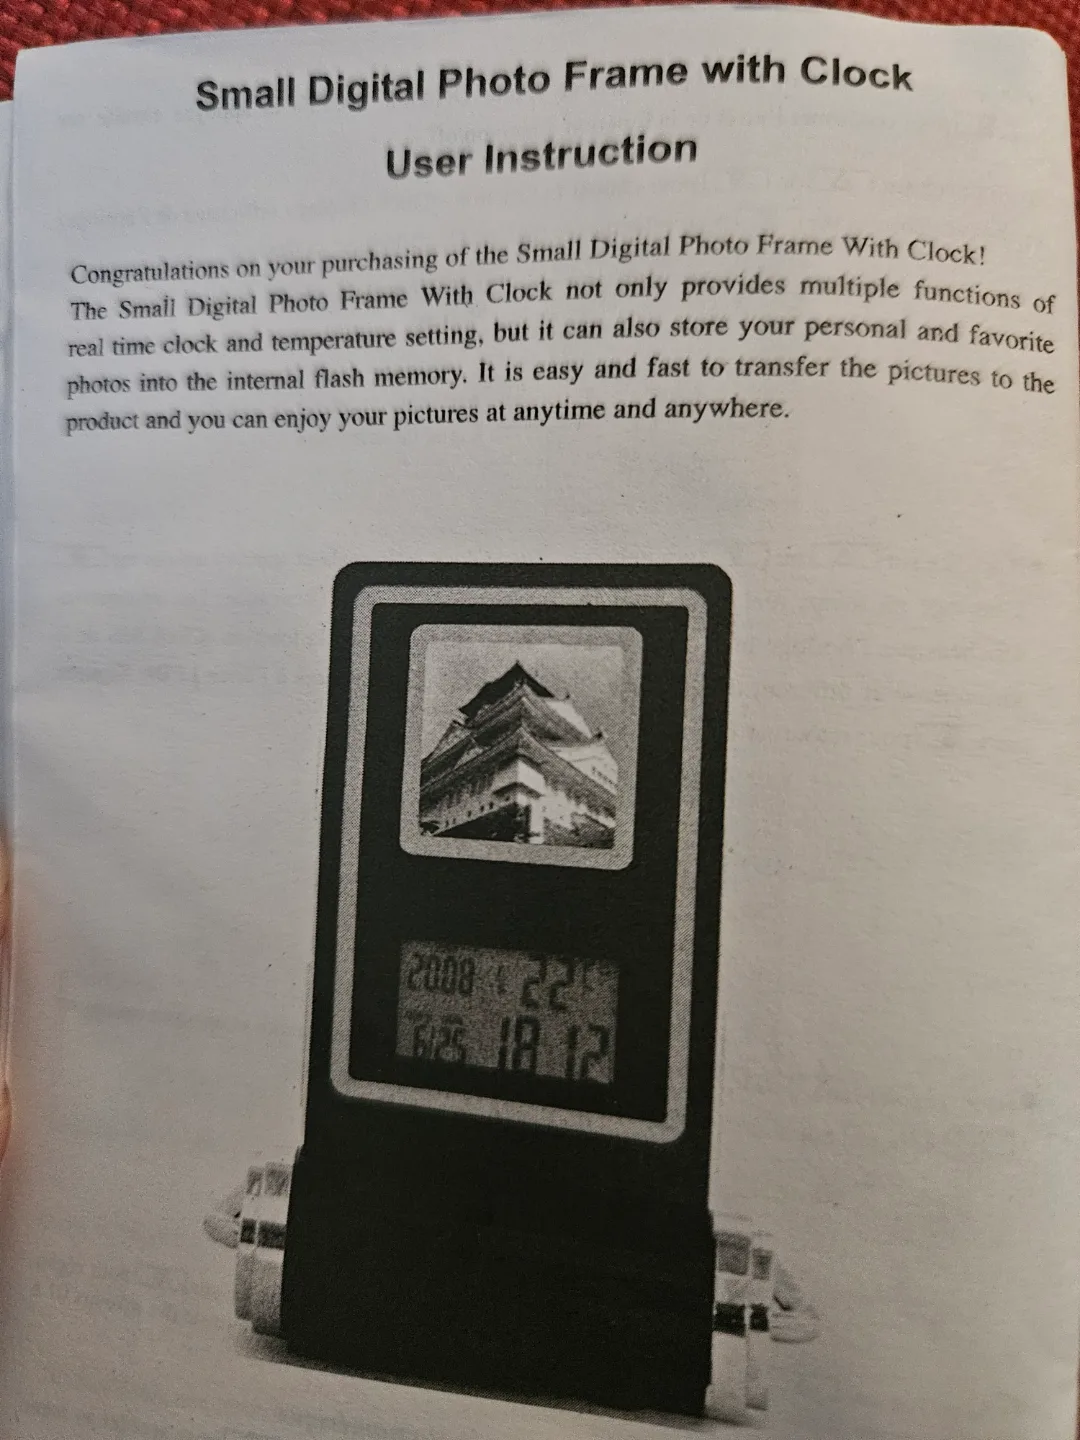 Small Digital Photo Frame with Clock
User Instruction
Congratulations on your purchasing of the Small Digital Photo Frame With Clock!
The Small Digital Photo Frame With Clock not only provides multiple functions of
real time clock and temperature setting, but it can also store your personal and favorite
photos into the internal flash memory. It is easy and fast to transfer the pictures to the
product and you can enjoy your pictures at anytime and anywhere.
2008 22
6 25 18 12